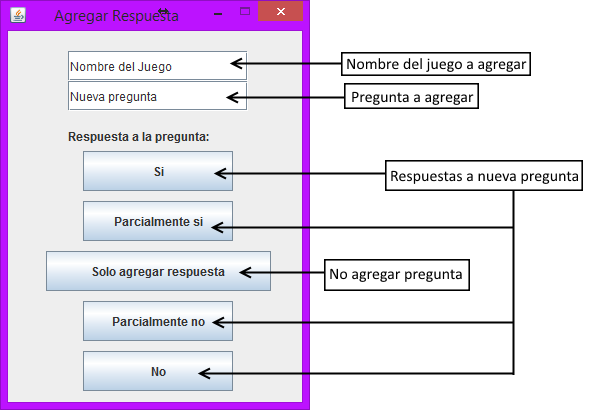 Agregar Respuesta
Nombre del Juego
Nombre del juego a agregar
Nueva pregunta
Pregunta a agregar
Respuesta a la pregunta:
Si
Respuestas a nueva pregunta
Parcialmente si
Solo agregar respuesta
No agregar pregunta
Parcialmente no
No